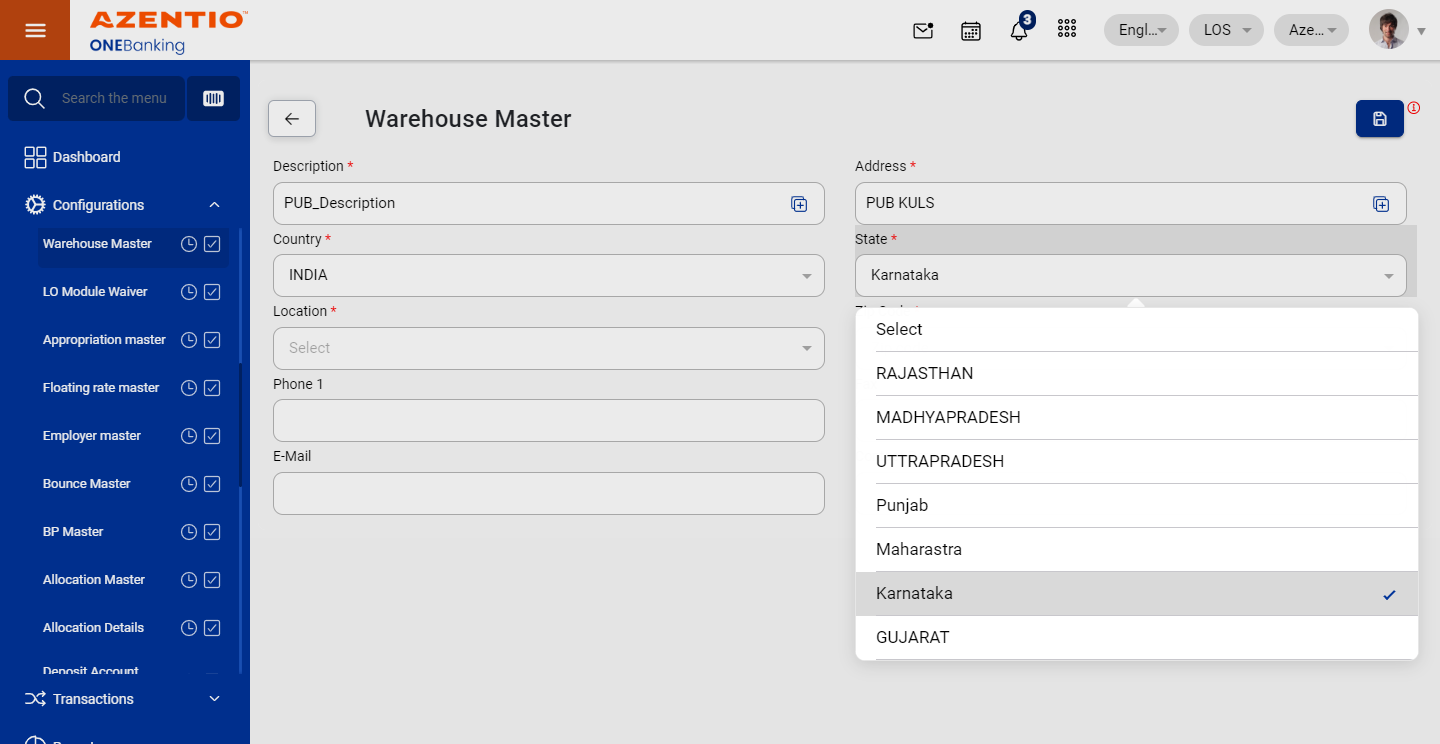 AZENTIO™
ONEBanking
3
Engl...
LOS
Aze...
Search the menu
Dashboard
Configurations
Warehouse Master
LO Module Waiver
Appropriation master
Floating rate master
Employer master
Bounce Master
BP Master
Allocation Master
Allocation Details
Deposit Account
Transactions
Warehouse Master
Description *
PUB_Description
Address *
PUB KULS
Country *
INDIA
State *
Karnataka
Location *
Select
Phone 1
E-Mail
Select
RAJASTHAN
MADHYAPRADESH
UTTRAPRADESH
Punjab
Maharastra
Karnataka
GUJARAT